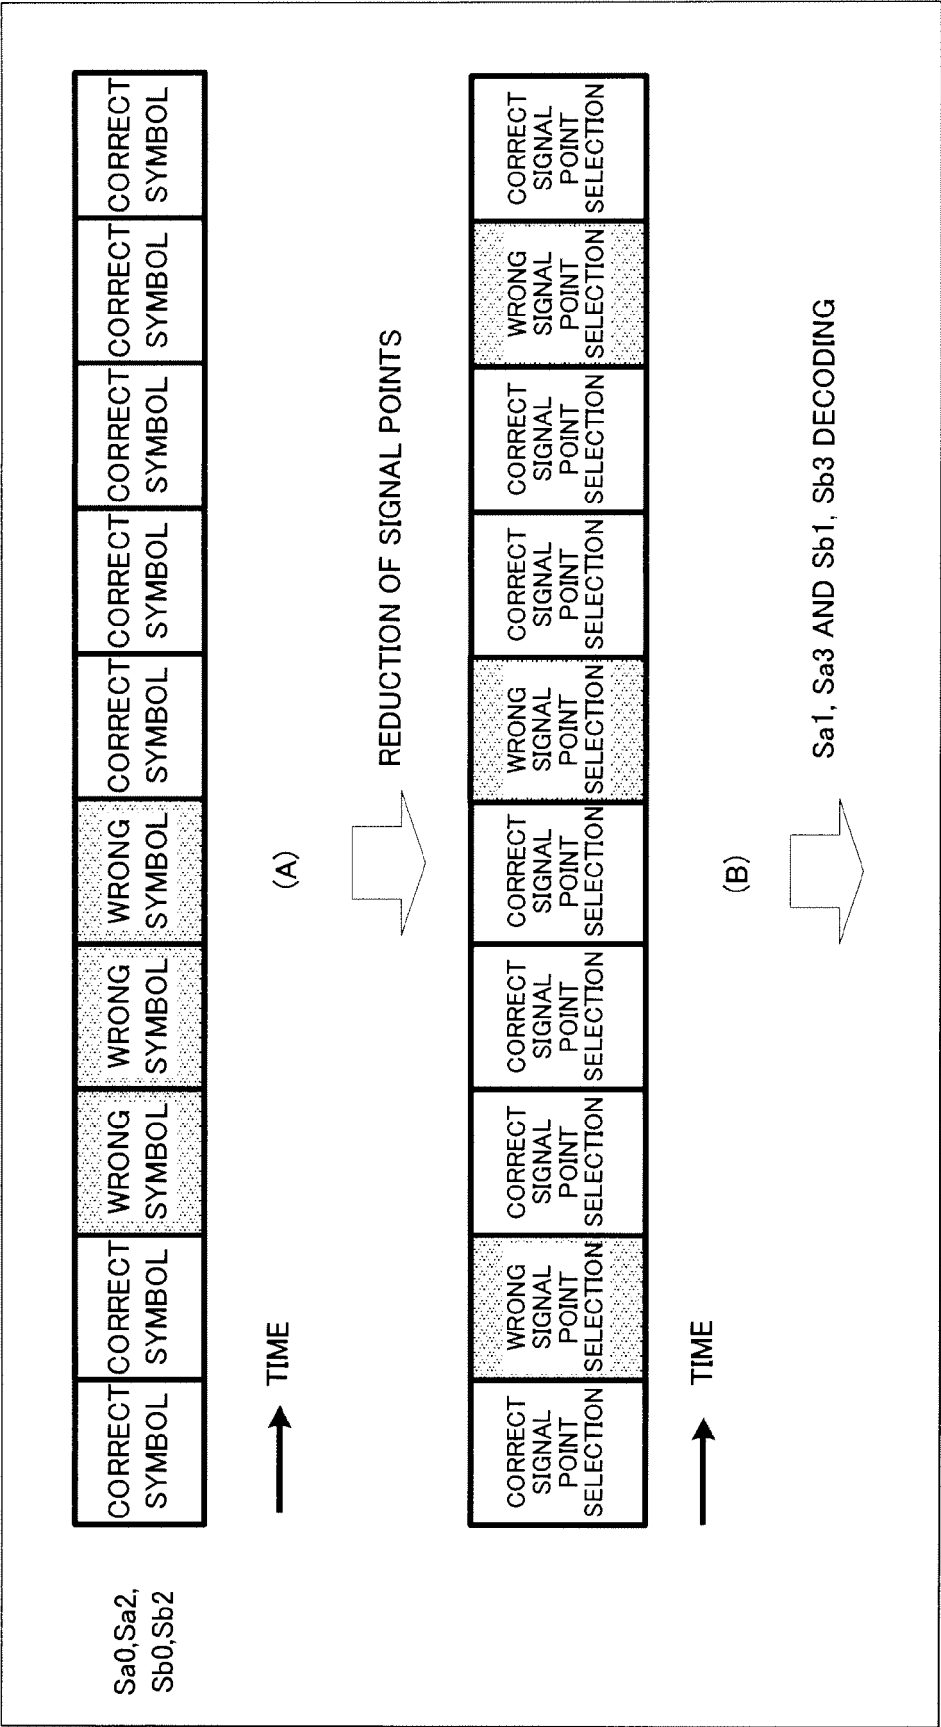 Sa0,Sa2,
Sb0,Sb2
CORRECT
SYMBOL
CORRECT
SYMBOL
WRONG
SYMBOL
WRONG
SYMBOL
WRONG
SYMBOL
CORRECT
SYMBOL
CORRECT
SYMBOL
CORRECT
SYMBOL
CORRECT
SYMBOL
CORRECT
SYMBOL
TIME
(A)
REDUCTION OF SIGNAL POINTS
CORRECT
SIGNAL
POINT
SELECTION
WRONG
SIGNAL
POINT
SELECTION
CORRECT
SIGNAL
POINT
SELECTION
CORRECT
SIGNAL
POINT
SELECTION
CORRECT
SIGNAL
POINT
SELECTION
WRONG
SIGNAL
POINT
SELECTION
CORRECT
SIGNAL
POINT
SELECTION
CORRECT
SIGNAL
POINT
SELECTION
WRONG
SIGNAL
POINT
SELECTION
CORRECT
SIGNAL
POINT
SELECTION
TIME
(B)
Sa1, Sa3 AND Sb1, Sb3 DECODING